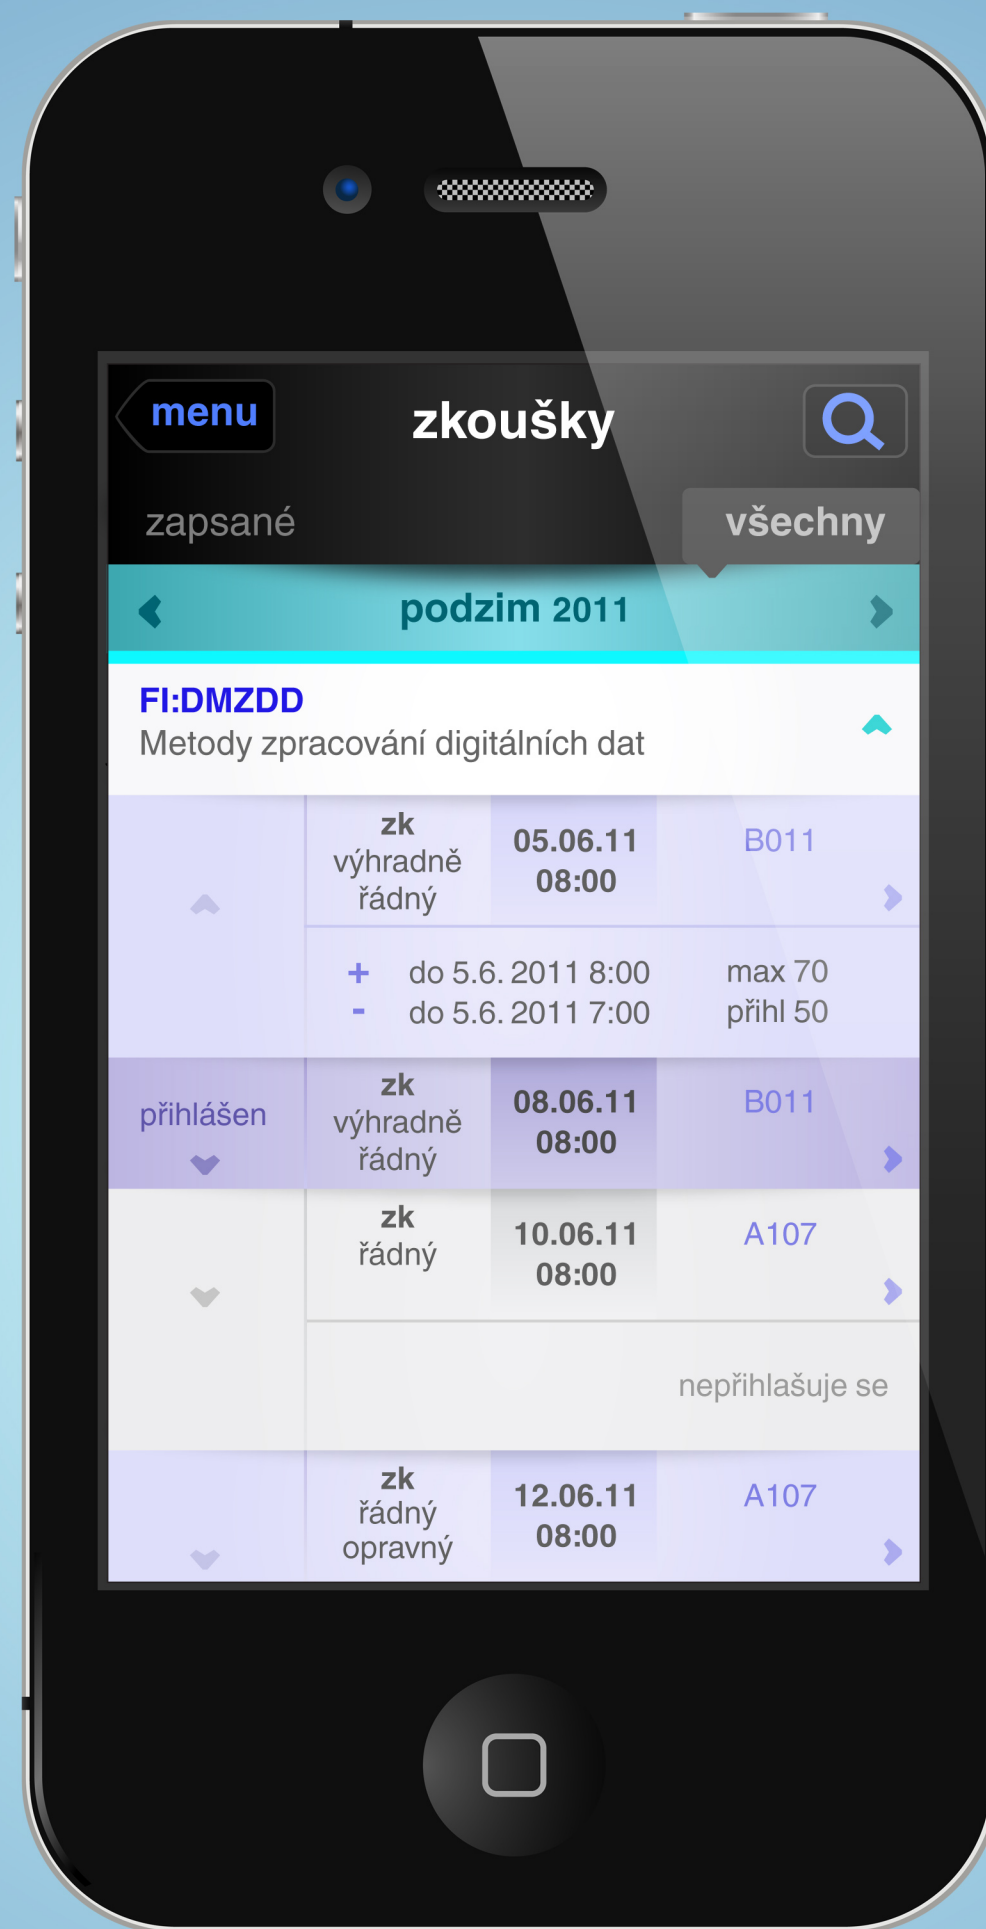 menu
zkoušky
zapsané
všechny
podzim 2011
FI:DMZDD
Metody zpracování digitálních dat
zk
výhradně
řádný
05.06.11
08:00
B011
+ do 5.6. 2011 8:00
- do 5.6. 2011 7:00
max 70
přihl 50
přihlášen
zk
výhradně
řádný
08.06.11
08:00
B011
zk
řádný
10.06.11
08:00
A107
nepřihlašuje se
zk
řádný
opravný
12.06.11
08:00
A107